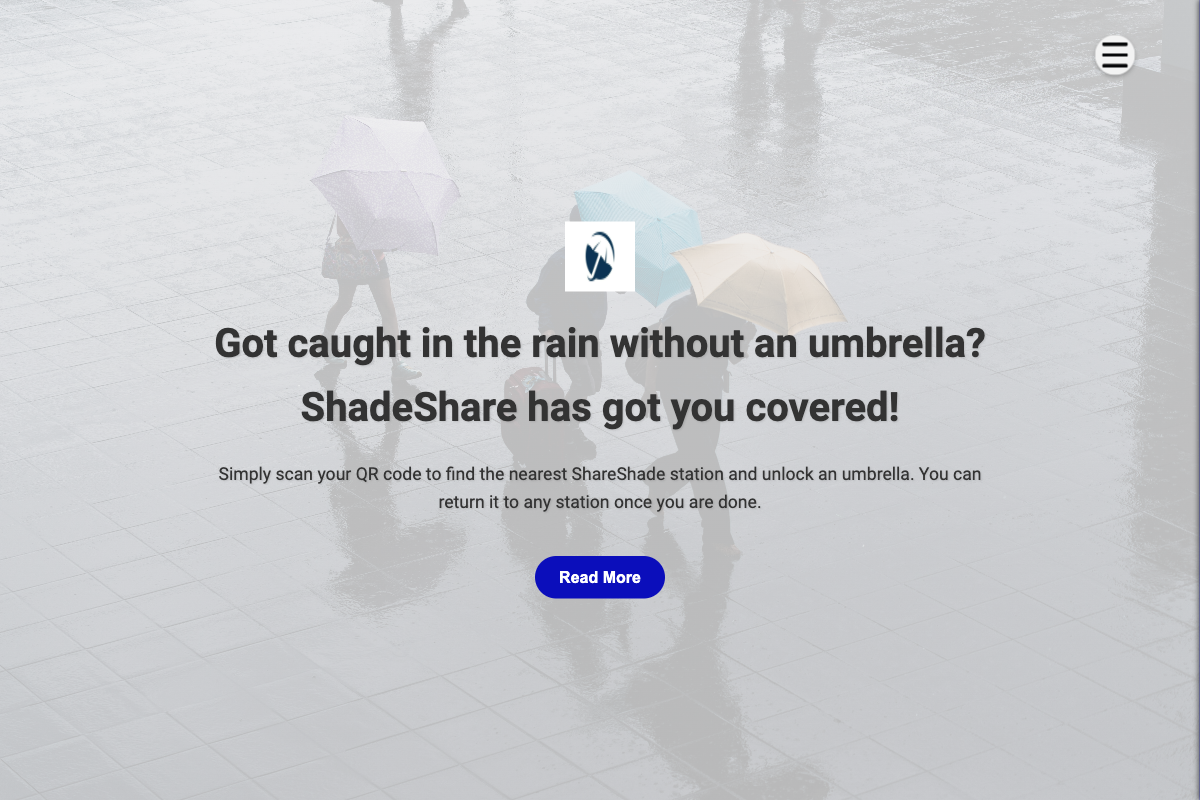 Got caught in the rain without an umbrella?
ShadeShare has got you covered!
Simply scan your QR code to find the nearest ShareShade station and unlock an umbrella. You can
return it to any station once you are done.
Read More